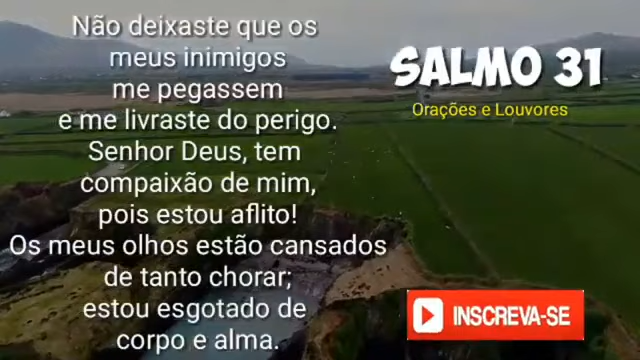 Não deixaste que os
meus inimigos
me pegassem
e me livraste do perigo.
Senhor Deus, tem
compaixão de mim,
pois estou aflito!
Os meus olhos estão cansados
de tanto chorar;
estou esgotado de
corpo e alma.
SALMO 31
Orações e Louvores
INSCREVA-SE